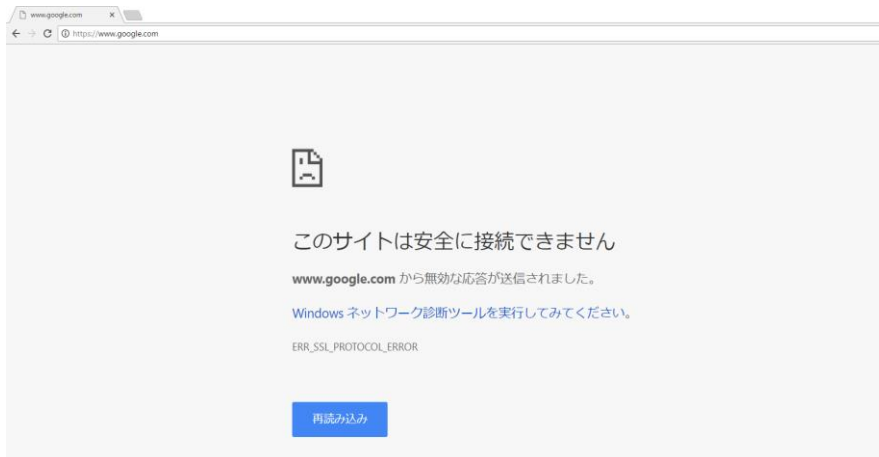 www.google.com
https://www.google.com
このサイトは安全に接続できません
www.google.com から無効な応答が送信されました。
Windows ネットワーク診断ツールを実行してみてください。
ERR_SSL_PROTOCOL_ERROR
再読み込み